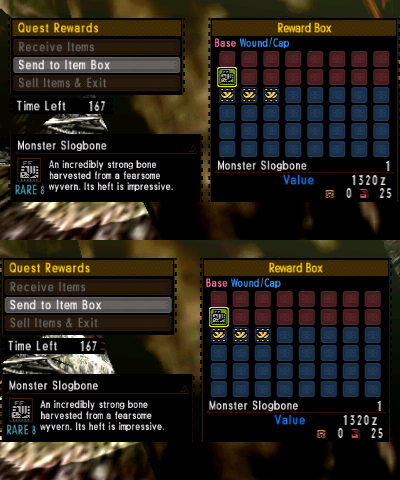 Quest Rewards
Receive Items
Send to Item Box
Sell Items & Exit
Time Left 167
Monster Slogbone
An incredibly strong bone
harvested from a fearsome
wyvern. Its heft is impressive.
RARE 8
Reward Box
Base Wound/Cap
Monster Slogbone 1
Value 1320z
0 25
Quest Rewards
Receive Items
Send to Item Box
Sell Items & Exit
Time Left 167
Monster Slogbone
An incredibly strong bone
harvested from a fearsome
wyvern. Its heft is impressive.
RARE 8
Reward Box
Base Wound/Cap
Monster Slogbone 1
Value 1320z
0 25